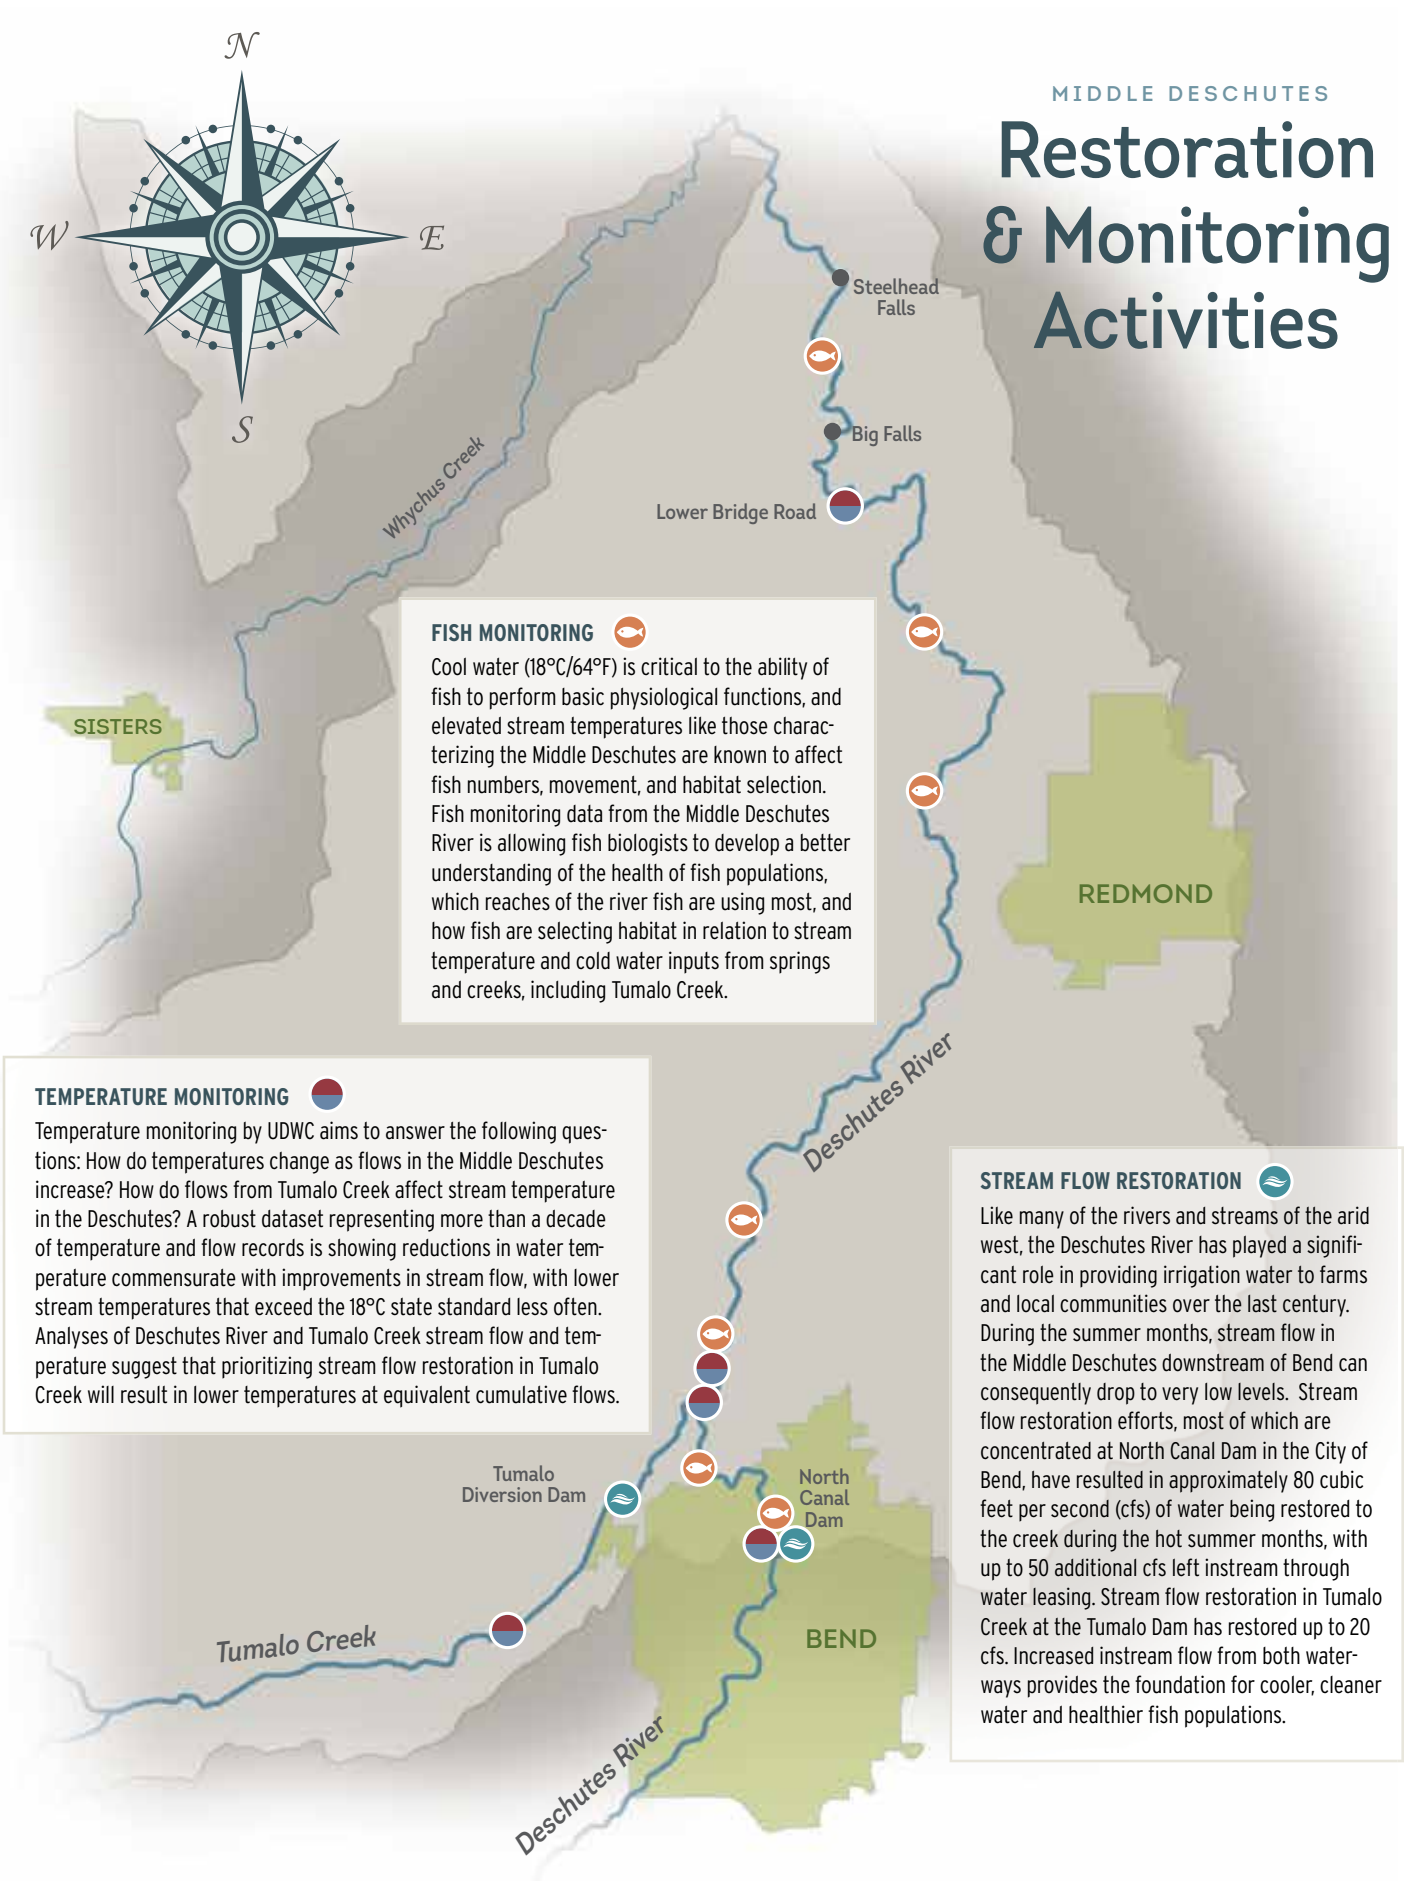 N
W
E
S
MIDDLE DESCHUTES
Restoration
& Monitoring
Activities
Steelhead
Falls
Big Falls
Whychus Creek
Lower Bridge Road
FISH MONITORING
Cool water (18°C/64°F) is critical to the ability of
fish to perform basic physiological functions, and
elevated stream temperatures like those charac-
terizing the Middle Deschutes are known to affect
fish numbers, movement, and habitat selection.
Fish monitoring data from the Middle Deschutes
River is allowing fish biologists to develop a better
understanding of the health of fish populations,
which reaches of the river fish are using most, and
how fish are selecting habitat in relation to stream
temperature and cold water inputs from springs
and creeks, including Tumalo Creek.
SISTERS
REDMOND
Deschutes River
TEMPERATURE MONITORING
Temperature monitoring by UDWC aims to answer the following ques-
tions: How do temperatures change as flows in the Middle Deschutes
increase? How do flows from Tumalo Creek affect stream temperature
in the Deschutes? A robust dataset representing more than a decade
of temperature and flow records is showing reductions in water tem-
perature commensurate with improvements in stream flow, with lower
stream temperatures that exceed the 18°C state standard less often.
Analyses of Deschutes River and Tumalo Creek stream flow and tem-
perature suggest that prioritizing stream flow restoration in Tumalo
Creek will result in lower temperatures at equivalent cumulative flows.
STREAM FLOW RESTORATION
Like many of the rivers and streams of the arid
west, the Deschutes River has played a signifi-
cant role in providing irrigation water to farms
and local communities over the last century.
During the summer months, stream flow in
the Middle Deschutes downstream of Bend can
consequently drop to very low levels.  Stream
flow restoration efforts, most of which are
concentrated at North Canal Dam in the City of
Bend, have resulted in approximately 80 cubic
feet per second (cfs) of water being restored to
the creek during the hot summer months, with
up to 50 additional cfs left instream through
water leasing. Stream flow restoration in Tumalo
Creek at the Tumalo Dam has restored up to 20
cfs. Increased instream flow from both water-
ways provides the foundation for cooler, cleaner
water and healthier fish populations.
Tumalo
Diversion Dam
North
Canal
Dam
Tumalo Creek
BEND
Deschutes River